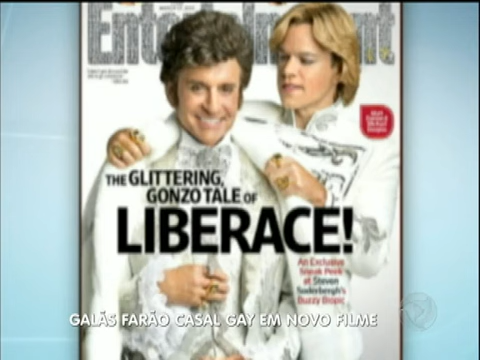 Entertainment
THE GLITTERING,
GONZO TALE OF
LIBERACE!
An Exclusive
Sneak Peek
at Steven
Soderbergh's
Buzzy Biopic
GALÃS FARÃO CASAL GAY EM NOVO FILME